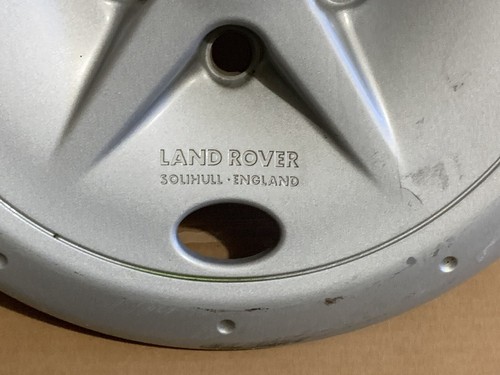 LAND ROVER
SOLIHULL · ENGLAND